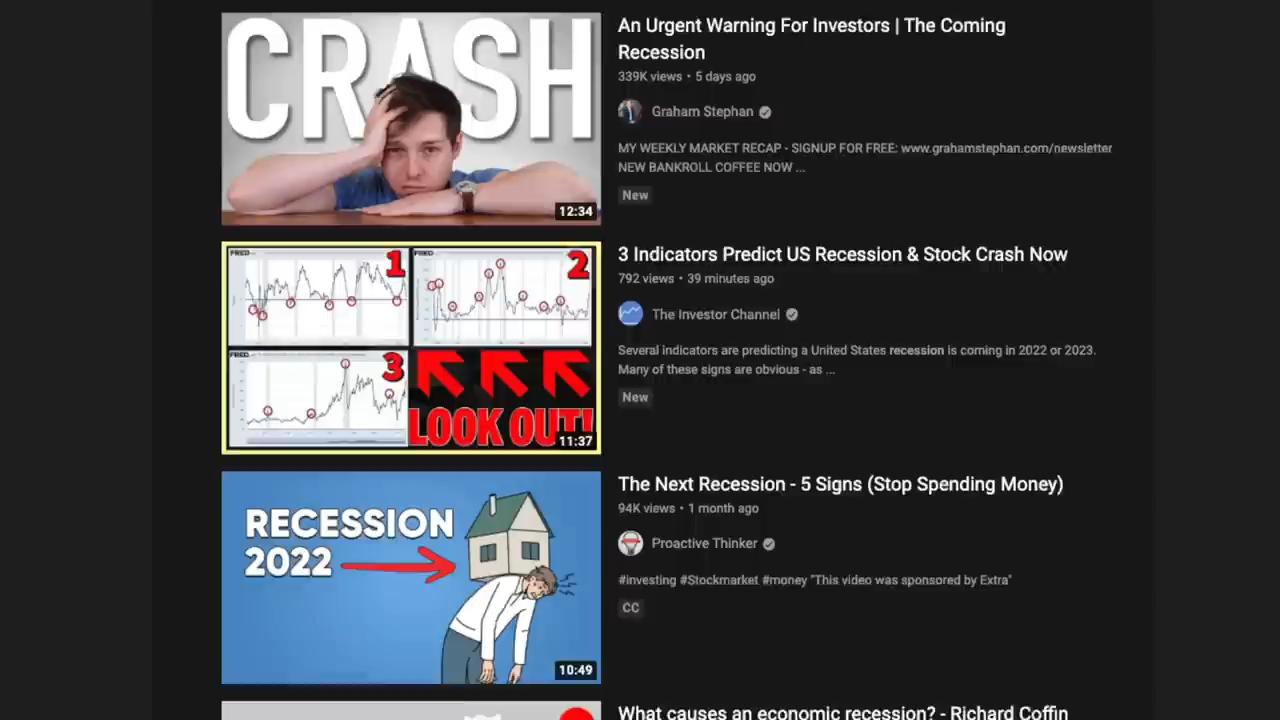 CRASH
12:34
An Urgent Warning For Investors | The Coming
Recession
339K views • 5 days ago
Graham Stephan
MY WEEKLY MARKET RECAP - SIGNUP FOR FREE: www.grahamstephan.com/newsletter
NEW BANKROLL COFFEE NOW ...
New
FRED
1
FRED
2
FRED
3
LOOK OUT!
11:37
3 Indicators Predict US Recession & Stock Crash Now
792 views • 39 minutes ago
The Investor Channel
Several indicators are predicting a United States recession is coming in 2022 or 2023.
Many of these signs are obvious - as ...
New
RECESSION
2022
10:49
The Next Recession - 5 Signs (Stop Spending Money)
94K views • 1 month ago
Proactive Thinker
#investing #Stockmarket #money "This video was sponsored by Extra"
CC
What causes an economic recession? - Richard Coffin